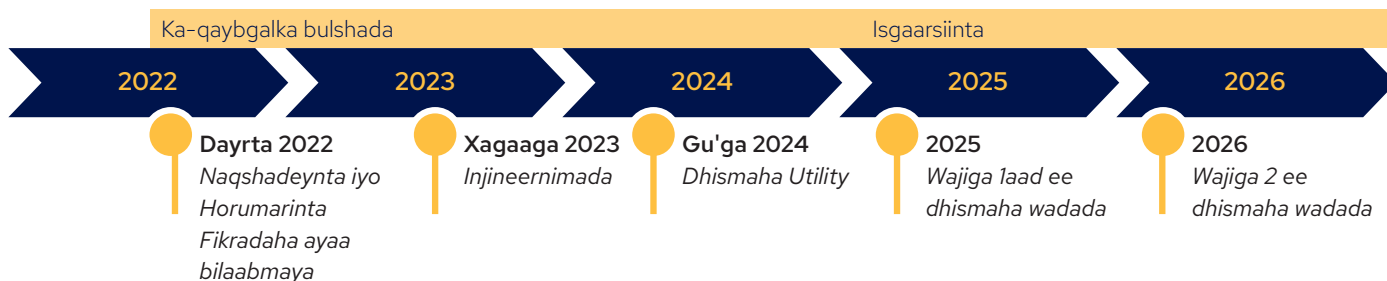 Ka-qaybgalka bulshada
Isgaarsiinta
2022
2023
2024
2025
2026
Dayrta 2022
Naqshadeynta iyo
Horumarinta
Fikradaha ayaa
bilaabmaya
Xagaaga 2023
Injineernimada
Gu'ga 2024
Dhismaha Utility
2025
Wajiga 1aad ee
dhismaha wadada
2026
Wajiga 2 ee
dhismaha wadada